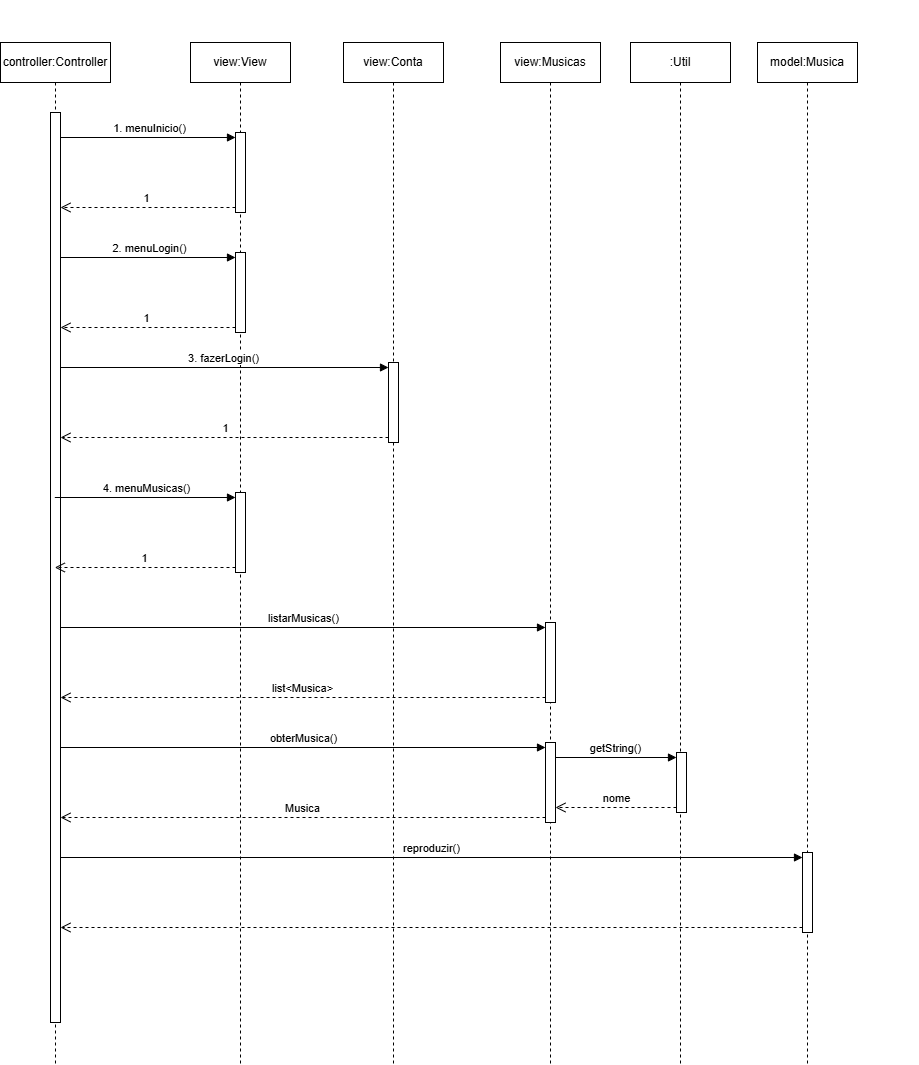 controller:Controller
view:View
view:Conta
view:Musicas
:Util
model:Musica
1. menuInicio()
1
2. menuLogin()
1
3. fazerLogin()
1
4. menuMusicas()
1
listarMusicas()
list<Musica>
obterMusica()
getString()
nome
Musica
reproduzir()